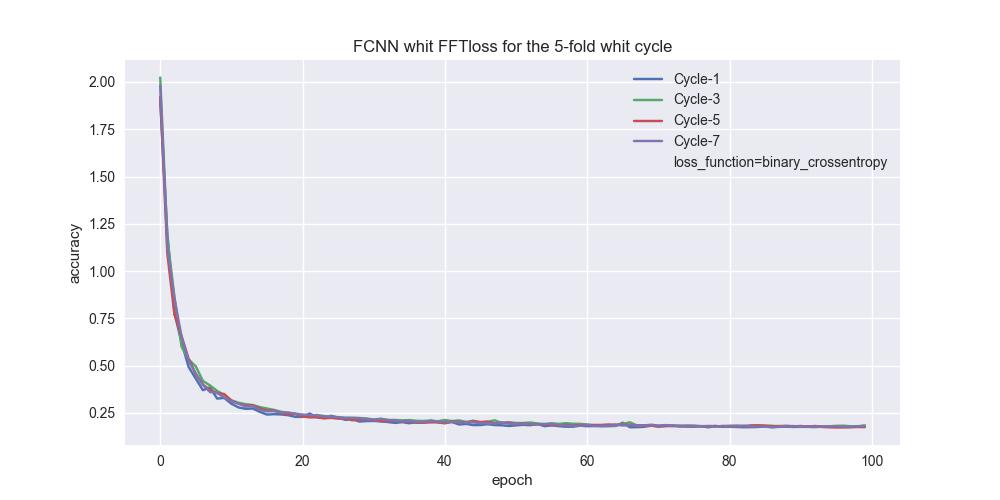 FCNN whit FFTloss for the 5-fold whit cycle
2.00
1.75
1.50
1.25
1.00
0.75
0.50
0.25
accuracy
Cycle-1
Cycle-3
Cycle-5
Cycle-7
loss_function=binary_crossentropy
0 20 40 60 80 100
epoch